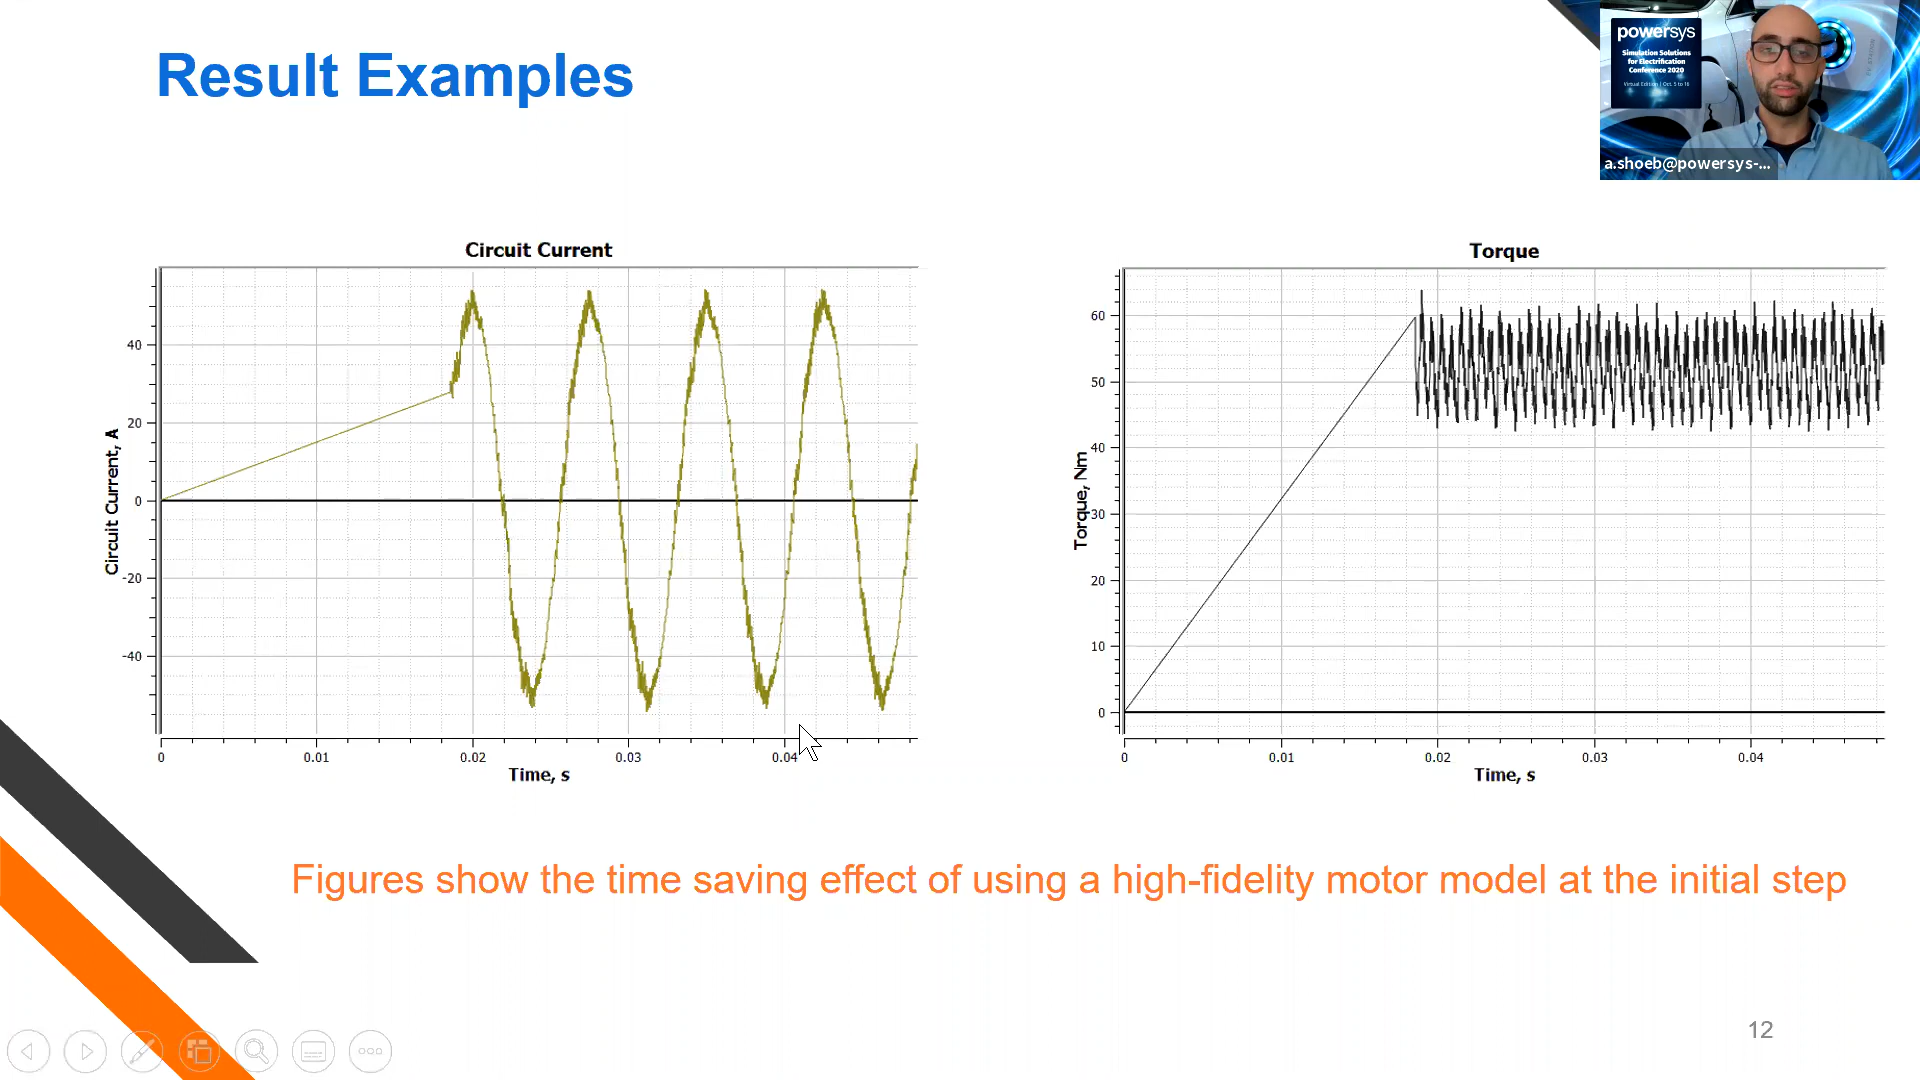 Result Examples
powersys
Simulation Solutions
for Electrification
Conference 2020
Virtual Edition | Oct. 5 to 16
a.shoeb@powersys-...
Circuit Current
Circuit Current, A
40
20
0
-20
-40
0
0.01
0.02
0.03
0.04
Time, s
Torque
Torque, Nm
60
50
40
30
20
10
0
0
0.01
0.02
0.03
0.04
Time, s
Figures show the time saving effect of using a high-fidelity motor model at the initial step
12